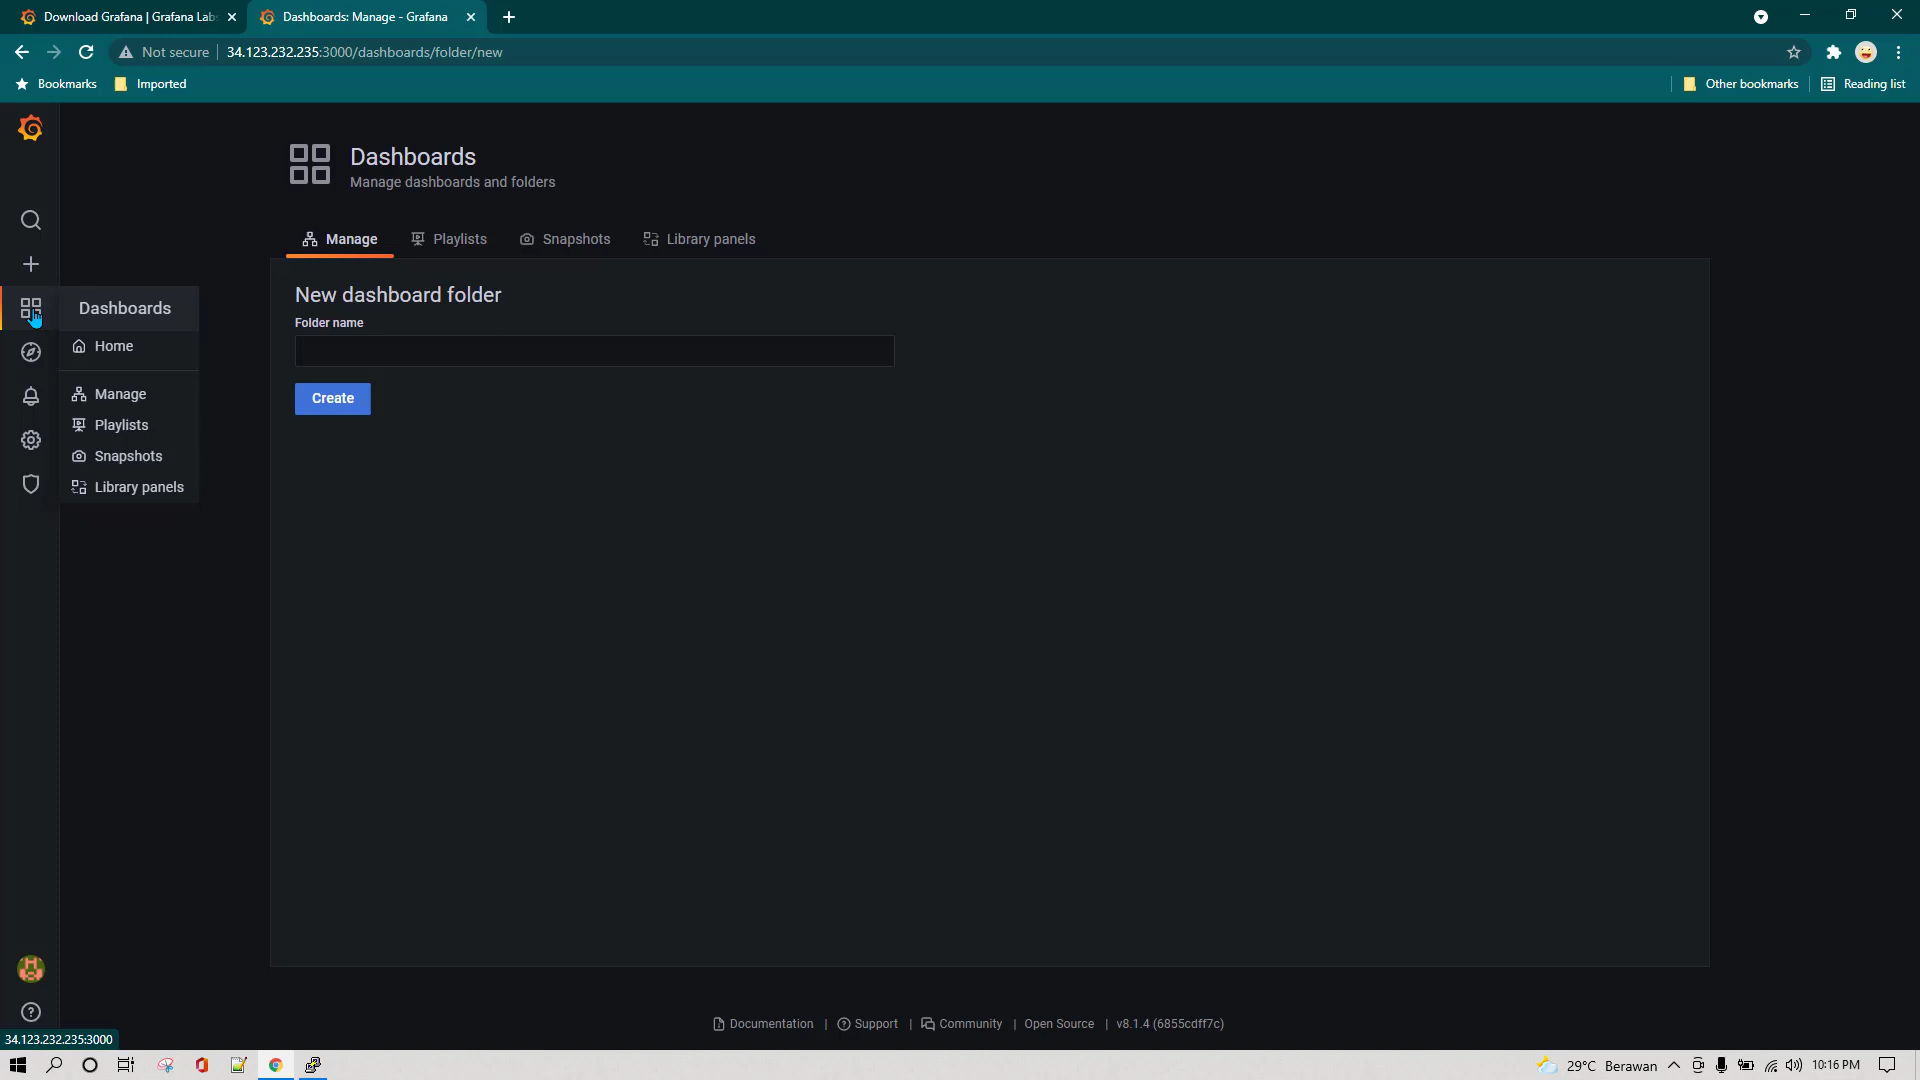 Download Grafana | Grafana Labs
Dashboards: Manage - Grafana
Not secure
34.123.232.235:3000/dashboards/folder/new
Bookmarks
Imported
Other bookmarks
Reading list
Dashboards
Manage dashboards and folders
Manage
Playlists
Snapshots
Library panels
Dashboards
Home
Manage
Playlists
Snapshots
Library panels
New dashboard folder
Folder name
Create
Documentation | Support | Community | Open Source | v8.1.4 (6855cdff7c)
34.123.232.235:3000
29°C Berawan
10:16 PM